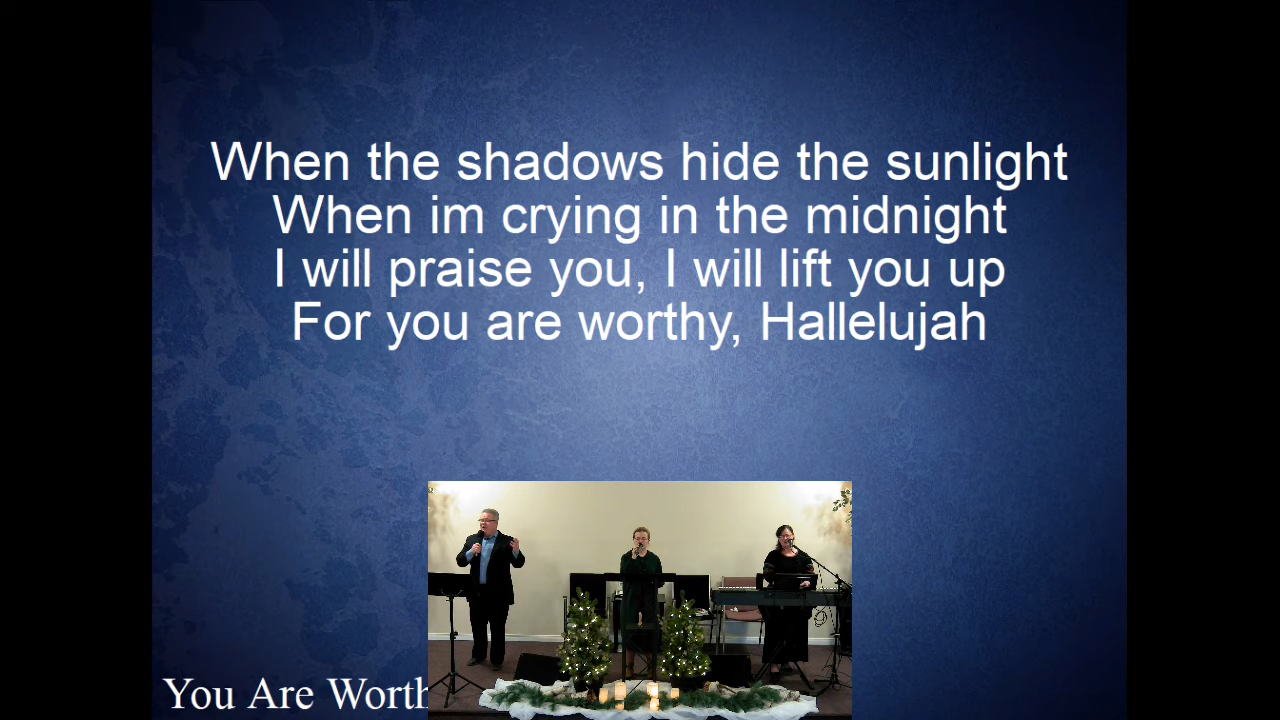 When the shadows hide the sunlight
When im crying in the midnight
I will praise you, I will lift you up
For you are worthy, Hallelujah
You Are Worth